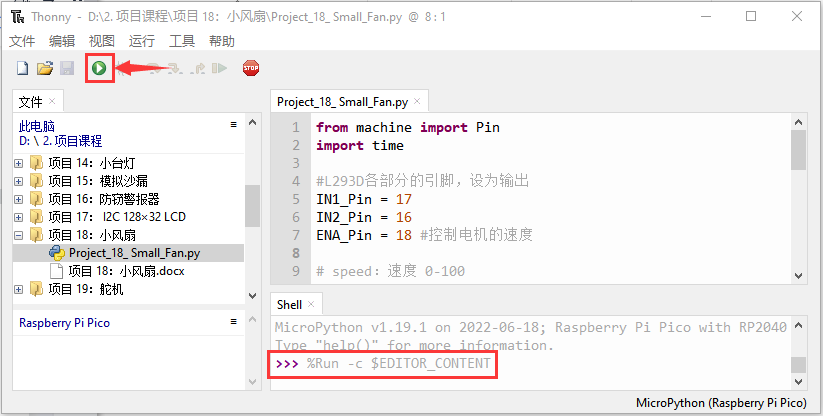 Thonny - D:\2. 项目课程\项目 18：小风扇\Project_18_ Small_Fan.py @ 8 : 1
文件 编辑 视图 运行 工具 帮助
STOP
文件 ×
此电脑
D: \ 2. 项目课程
项目 14：小台灯
项目 15：模拟沙漏
项目 16：防窃警报器
项目 17： I2C 128×32 LCD
项目 18：小风扇
Project_18_ Small_Fan.py
项目 18：小风扇.docx
项目 19：舵机
Raspberry Pi Pico
Project_18_ Small_Fan.py ×
1 from machine import Pin
2 import time
3
4 #L293D各部分的引脚，设为输出
5 IN1_Pin = 17
6 IN2_Pin = 16
7 ENA_Pin = 18 #控制电机的速度
8
9 # speed：速度 0-100
Shell ×
MicroPython v1.19.1 on 2022-06-18; Raspberry Pi Pico with RP2040
Type "help()" for more information.
>>> %Run -c $EDITOR_CONTENT
MicroPython (Raspberry Pi Pico)